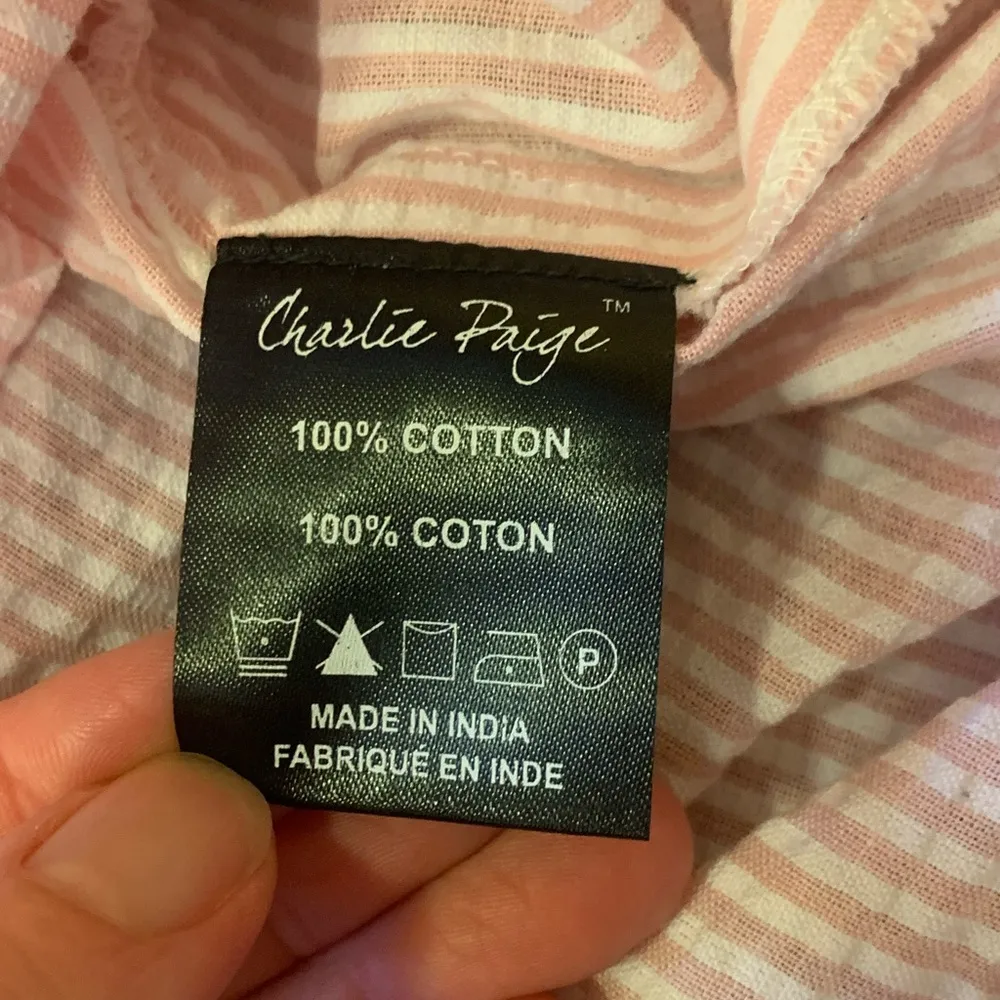 Charlie Paige™
100% COTTON
100% COTON
P
MADE IN INDIA
FABRIQUÉ EN INDE